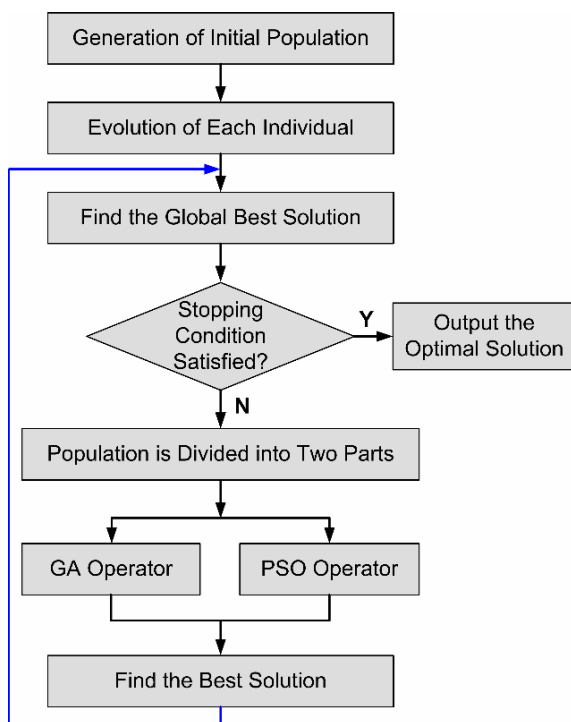 Generation of Initial Population
Evolution of Each Individual
Find the Global Best Solution
Stopping
Condition
Satisfied?
Y
Output the
Optimal Solution
N
Population is Divided into Two Parts
GA Operator
PSO Operator
Find the Best Solution